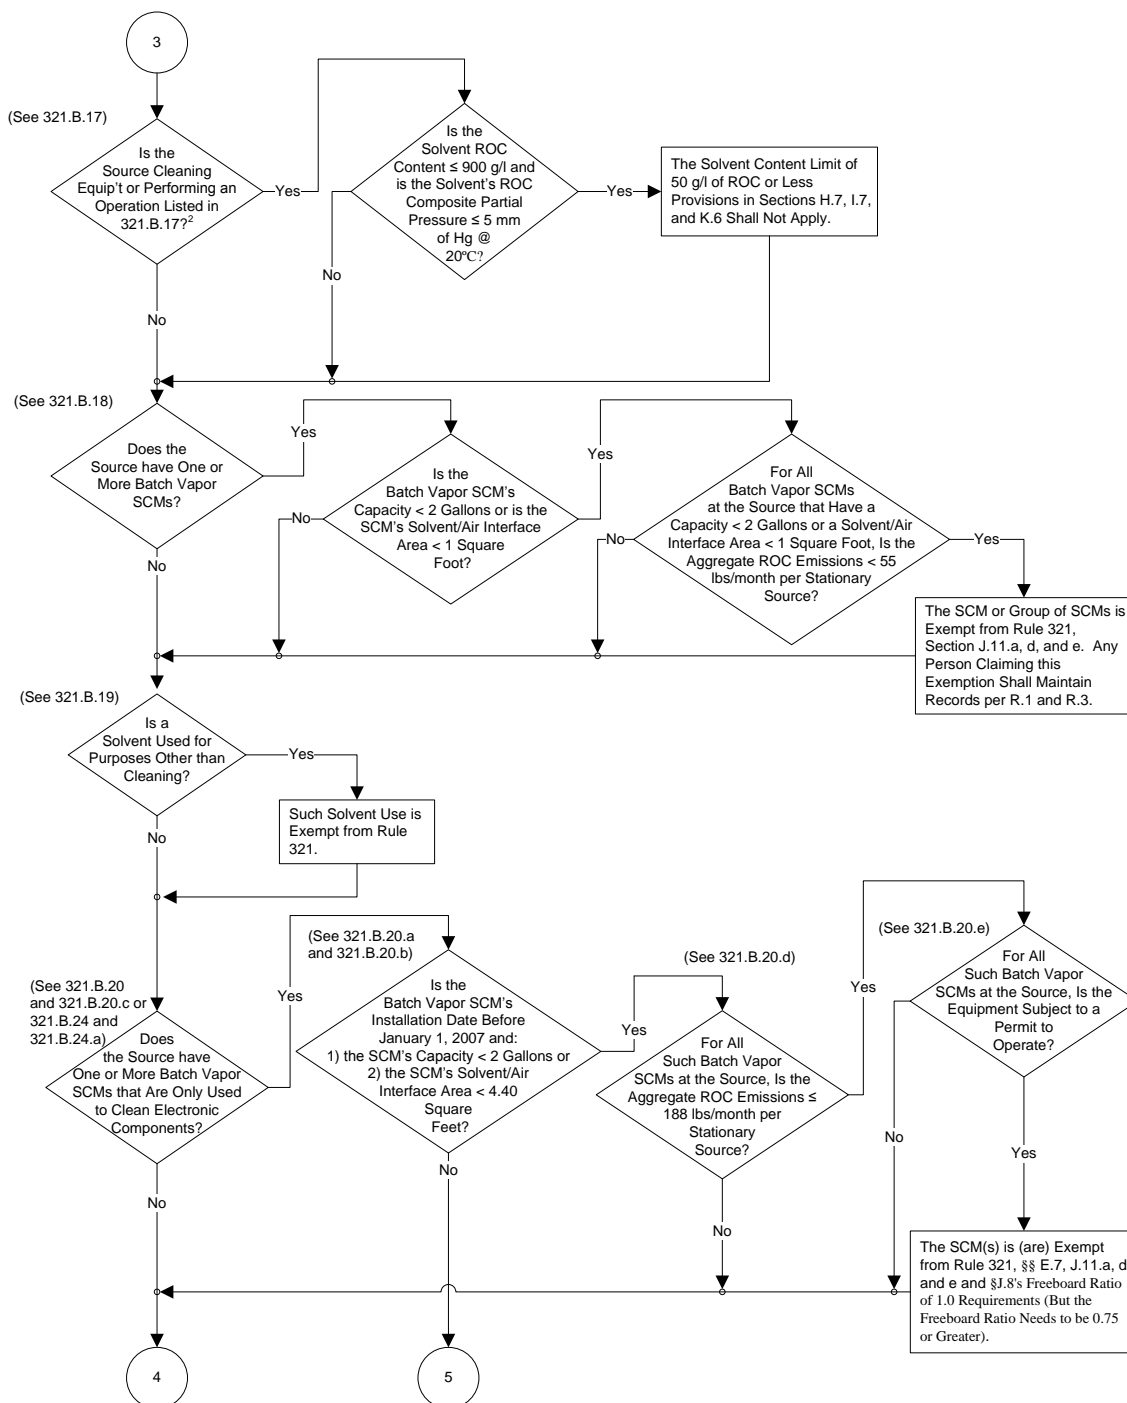 3
(See 321.B.17)
Is the
Source Cleaning
Equip't or Performing an
Operation Listed in
321.B.17?2
Yes
No
Is the
Solvent ROC
Content ≤ 900 g/l and
is the Solvent's ROC
Composite Partial
Pressure ≤ 5 mm
of Hg @
20°C?
Yes
No
The Solvent Content Limit of
50 g/l of ROC or Less
Provisions in Sections H.7, I.7,
and K.6 Shall Not Apply.
(See 321.B.18)
Does the
Source have One or
More Batch Vapor
SCMs?
Yes
No
Is the
Batch Vapor SCM's
Capacity < 2 Gallons or is the
SCM's Solvent/Air Interface
Area < 1 Square
Foot?
No
Yes
For All
Batch Vapor SCMs
at the Source that Have a
Capacity < 2 Gallons or a Solvent/Air
Interface Area < 1 Square Foot, Is the
Aggregate ROC Emissions < 55
lbs/month per Stationary
Source?
No
Yes
The SCM or Group of SCMs is
Exempt from Rule 321,
Section J.11.a, d, and e.  Any
Person Claiming this
Exemption Shall Maintain
Records per R.1 and R.3.
(See 321.B.19)
Is a
Solvent Used for
Purposes Other than
Cleaning?
Yes
No
Such Solvent Use is
Exempt from Rule
321.
(See 321.B.20
and 321.B.20.c or
321.B.24 and
321.B.24.a)
Does
the Source have
One or More Batch Vapor
SCMs that Are Only Used
to Clean Electronic
Components?
Yes
No
(See 321.B.20.a
and 321.B.20.b)
Is the
Batch Vapor SCM's
Installation Date Before
January 1, 2007 and:
1) the SCM's Capacity < 2 Gallons or
2) the SCM's Solvent/Air
Interface Area < 4.40
Square
Feet?
Yes
No
(See 321.B.20.d)
For All
Such Batch Vapor
SCMs at the Source, Is the
Aggregate ROC Emissions ≤
188 lbs/month per
Stationary
Source?
Yes
No
(See 321.B.20.e)
For All
Such Batch Vapor
SCMs at the Source, Is the
Equipment Subject to a
Permit to
Operate?
No
Yes
The SCM(s) is (are) Exempt
from Rule 321, §§ E.7, J.11.a, d
and e and §J.8's Freeboard Ratio
of 1.0 Requirements (But the
Freeboard Ratio Needs to be 0.75
or Greater).
4
5